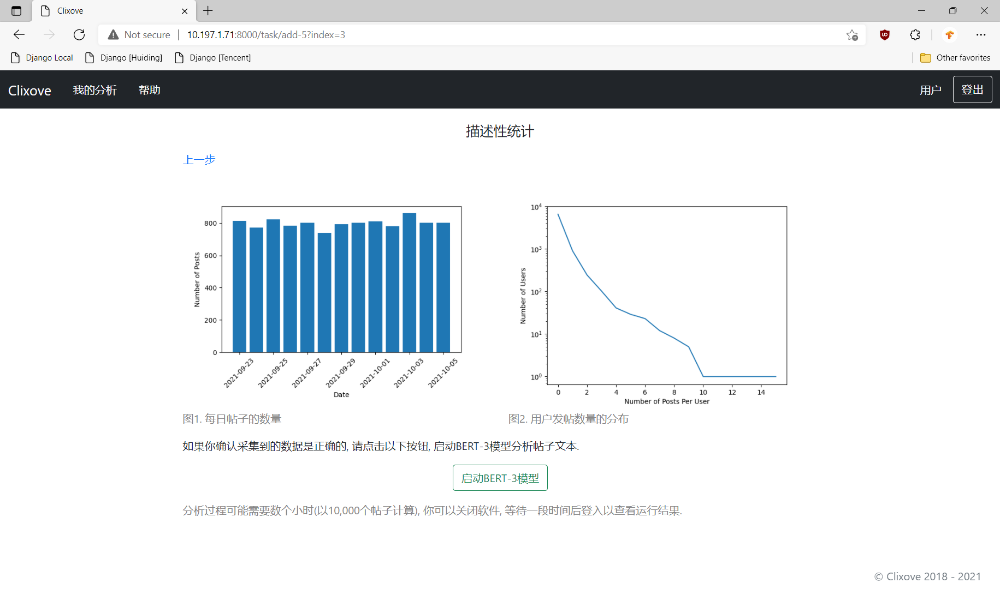 Clixove
Not secure
10.197.1.71:8000/task/add-5?index=3
Django Local
Django [Huiding]
Django [Tencent]
Other favorites
Clixove
我的分析
帮助
用户
登出
描述性统计
上一步
800
600
400
200
0
Number of Posts
2021-09-23
2021-09-25
2021-09-27
2021-09-29
2021-10-01
2021-10-03
2021-10-05
Date
10⁴
10³
10²
10¹
10⁰
Number of Users
0 2 4 6 8 10 12 14
Number of Posts Per User
图1. 每日帖子的数量
图2. 用户发帖数量的分布
如果你确认采集到的数据是正确的, 请点击以下按钮, 启动BERT-3模型分析帖子文本.
启动BERT-3模型
分析过程可能需要数个小时(以10,000个帖子计算), 你可以关闭软件, 等待一段时间后登入以查看运行结果.
© Clixove 2018 - 2021